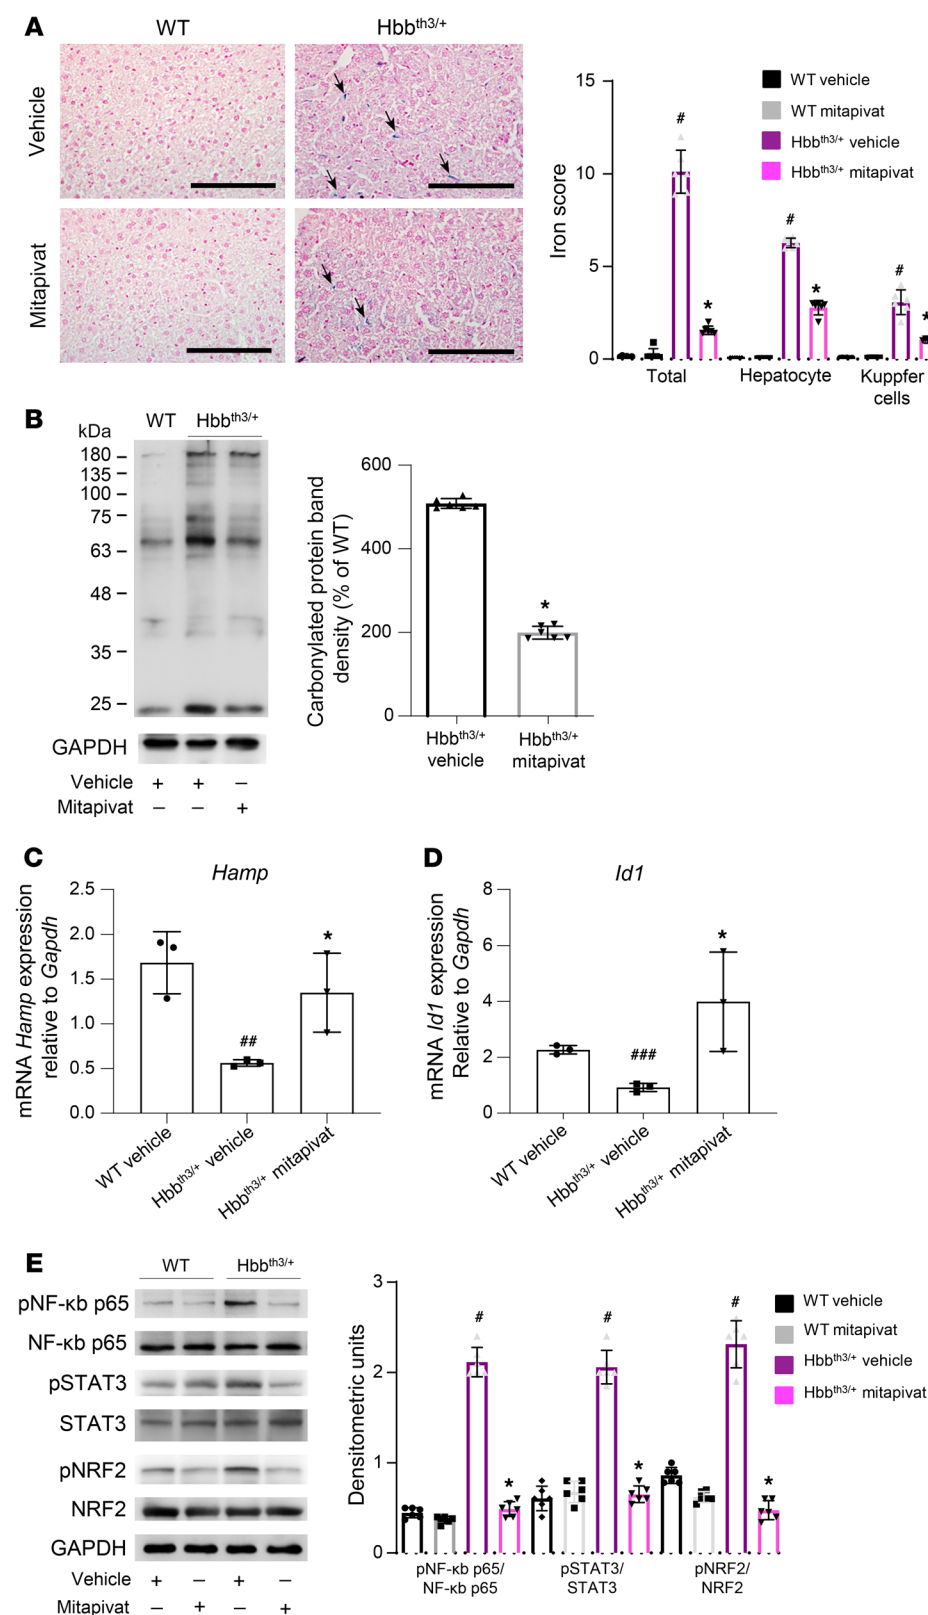 A
WT
Hbbth3/+
Vehicle
Mitapivat
Iron score
15
10
5
0
#
*
#
*
#
*
Total
Hepatocyte
Kuppfer
cells
WT vehicle
WT mitapivat
Hbbth3/+ vehicle
Hbbth3/+ mitapivat
B
WT
Hbbth3/+
kDa
180
135
100
75
63
48
35
25
GAPDH
Vehicle + + –
Mitapivat – – +
Carbonylated protein band
density (% of WT)
600
400
200
0
*
Hbbth3/+
vehicle
Hbbth3/+
mitapivat
C
Hamp
mRNA Hamp expression
relative to Gapdh
2.5
2.0
1.5
1.0
0.5
0.0
##
*
WT vehicle
Hbbth3/+ vehicle
Hbbth3/+ mitapivat
D
Id1
mRNA Id1 expression
Relative to Gapdh
8
6
4
2
0
###
*
WT vehicle
Hbbth3/+ vehicle
Hbbth3/+ mitapivat
E
WT
Hbbth3/+
pNF-κb p65
NF-κb p65
pSTAT3
STAT3
pNRF2
NRF2
GAPDH
Vehicle + – + –
Mitapivat – + – +
Densitometric units
3
2
1
0
#
*
#
*
#
*
pNF-κb p65/
NF-κb p65
pSTAT3/
STAT3
pNRF2/
NRF2
WT vehicle
WT mitapivat
Hbbth3/+ vehicle
Hbbth3/+ mitapivat